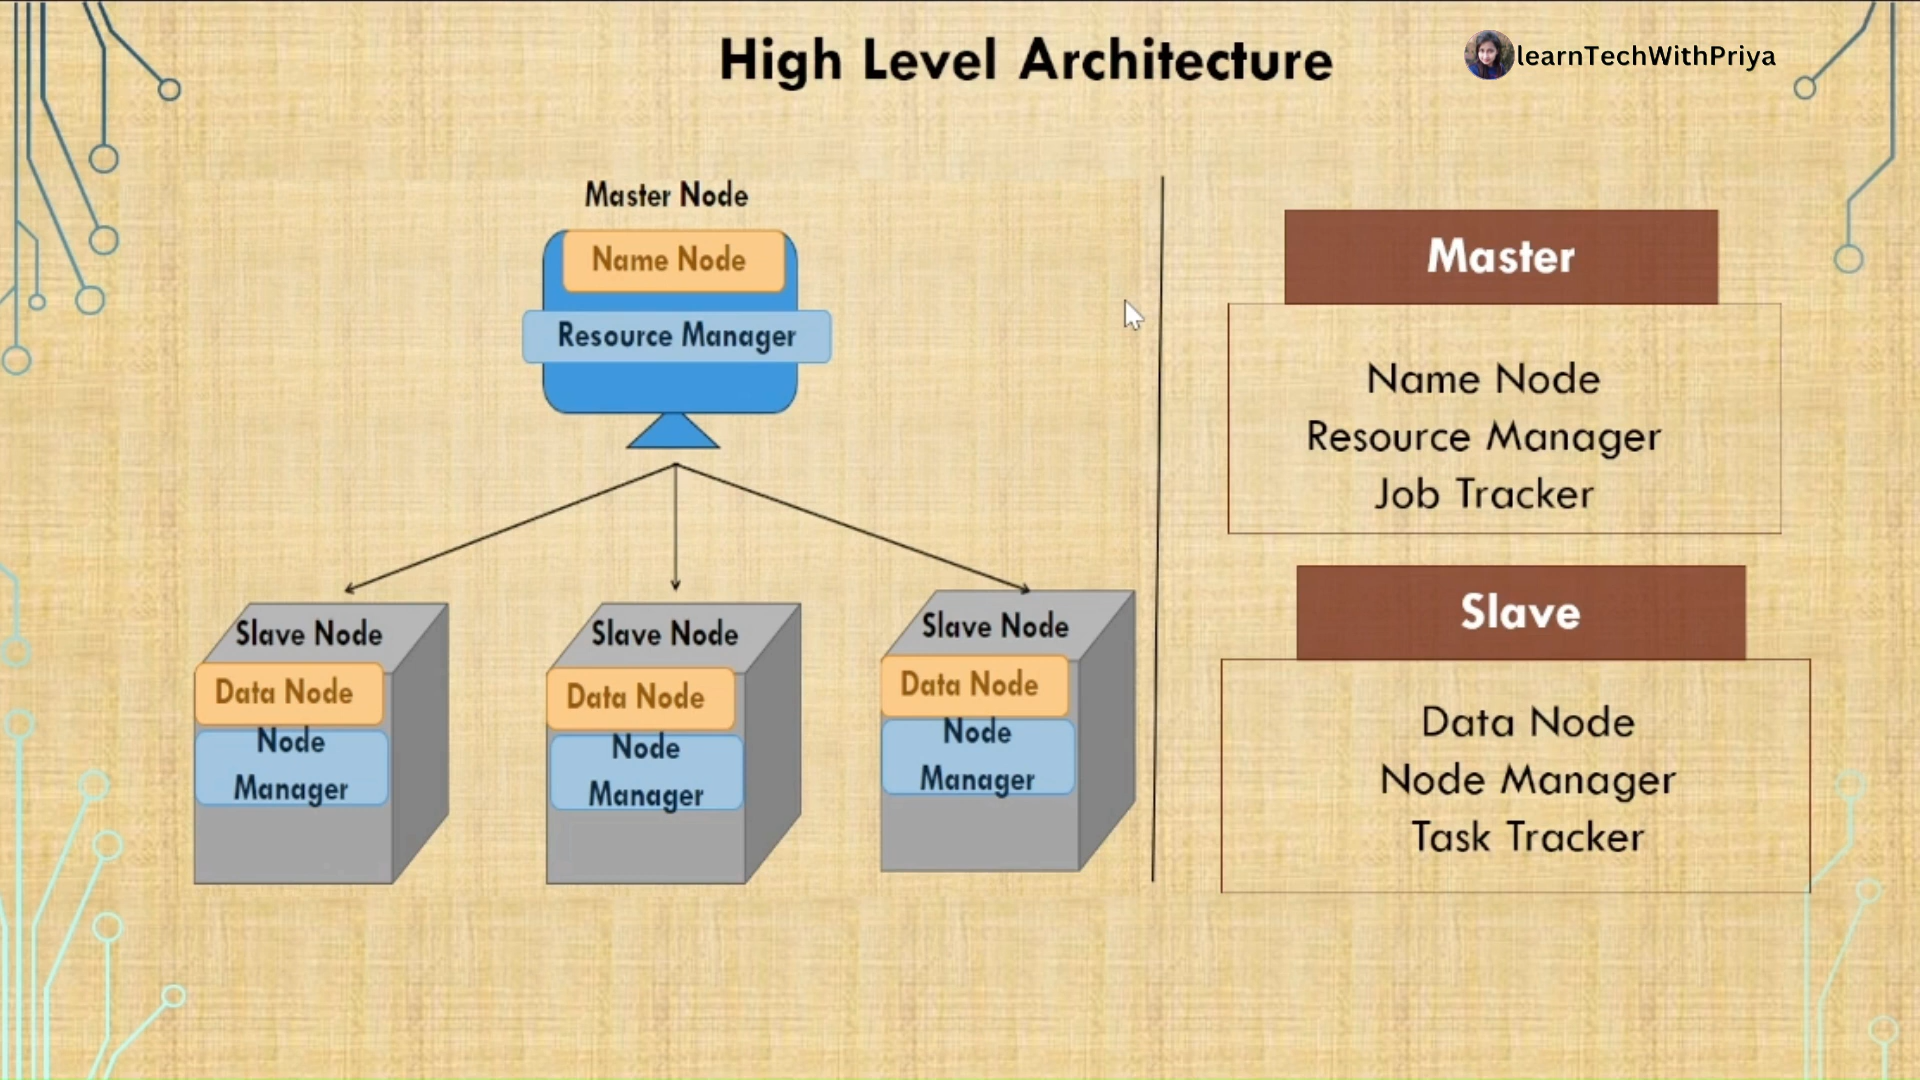 High Level Architecture
learnTechWithPriya
Master Node
Name Node
Resource Manager
Slave Node
Data Node
Node
Manager
Slave Node
Data Node
Node
Manager
Slave Node
Data Node
Node
Manager
Master
Name Node
Resource Manager
Job Tracker
Slave
Data Node
Node Manager
Task Tracker